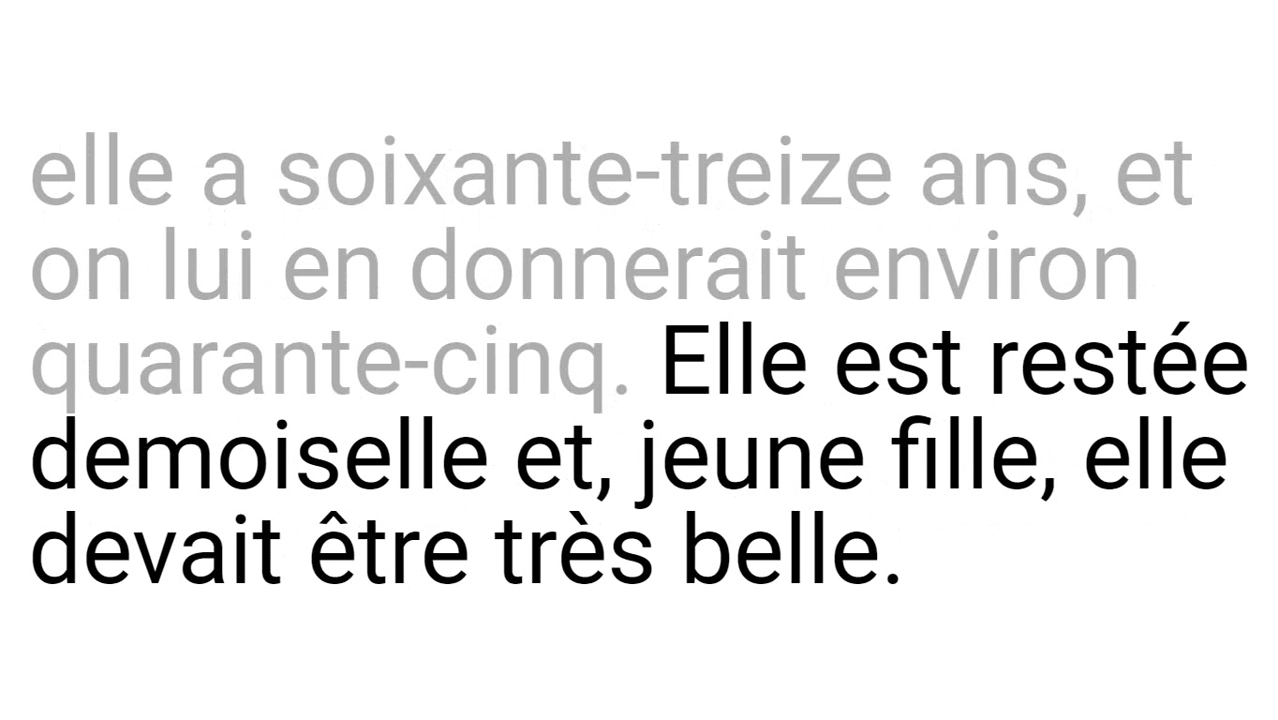 elle a soixante-treize ans, et
on lui en donnerait environ
quarante-cinq. Elle est restée
demoiselle et, jeune fille, elle
devait être très belle.